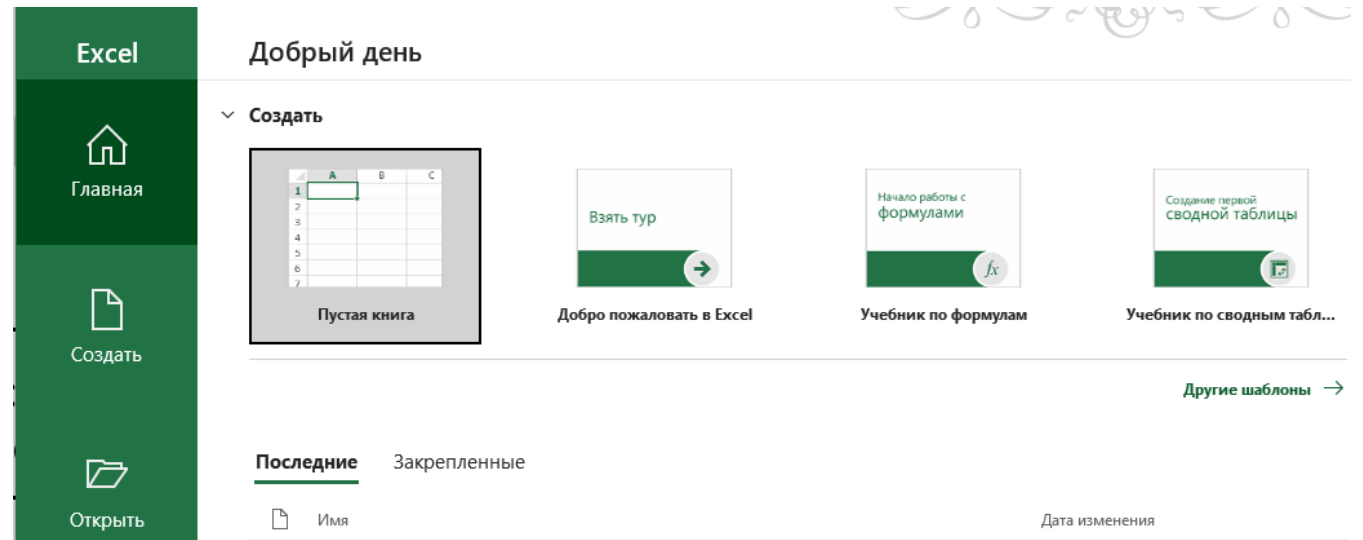 Excel
Добрый день
Главная
Создать
Открыть
Создать
A B C
1
2
3
4
5
6
7
Пустая книга
Взять тур
Добро пожаловать в Excel
Начало работы с
формулами
fx
Учебник по формулам
Создание первой
сводной таблицы
Учебник по сводным табл...
Другие шаблоны
Последние Закрепленные
Имя Дата изменения